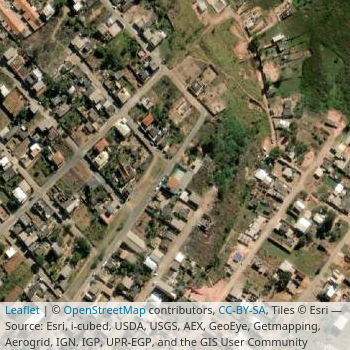 Leaflet | © OpenStreetMap contributors, CC-BY-SA, Tiles © Esri —
Source: Esri, i-cubed, USDA, USGS, AEX, GeoEye, Getmapping,
Aerogrid, IGN, IGP, UPR-EGP, and the GIS User Community